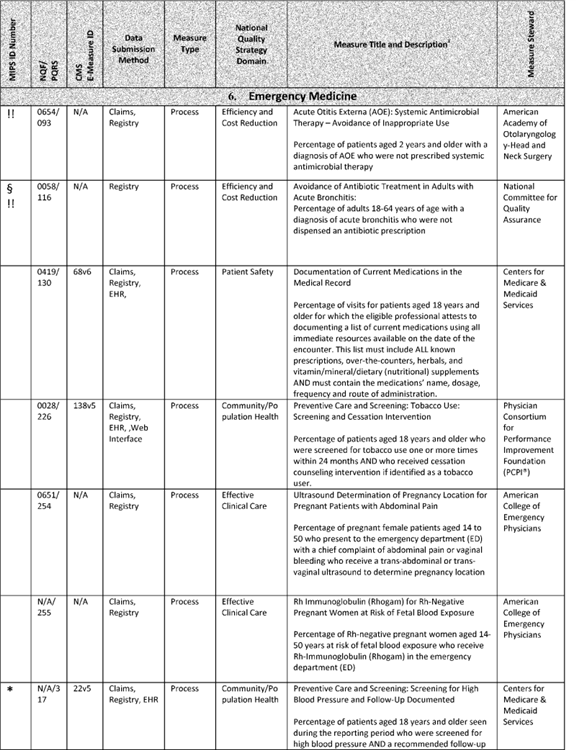 MIPS ID Number
NQF/
PQRS
CMS
E-Measure ID
Data
Submission
Method
Measure
Type
National
Quality
Strategy
Domain
Measure Title and Description¹
Measure Steward
6. Emergency Medicine
!!
0654/
093
N/A
Claims,
Registry
Process
Efficiency and
Cost Reduction
Acute Otitis Externa (AOE): Systemic Antimicrobial
Therapy – Avoidance of Inappropriate Use
Percentage of patients aged 2 years and older with a
diagnosis of AOE who were not prescribed systemic
antimicrobial therapy
American
Academy of
Otolaryngolog
y-Head and
Neck Surgery
§
!!
0058/
116
N/A
Registry
Process
Efficiency and
Cost Reduction
Avoidance of Antibiotic Treatment in Adults with
Acute Bronchitis:
Percentage of adults 18-64 years of age with a
diagnosis of acute bronchitis who were not
dispensed an antibiotic prescription
National
Committee for
Quality
Assurance
0419/
130
68v6
Claims,
Registry,
EHR,
Process
Patient Safety
Documentation of Current Medications in the
Medical Record
Percentage of visits for patients aged 18 years and
older for which the eligible professional attests to
documenting a list of current medications using all
immediate resources available on the date of the
encounter. This list must include ALL known
prescriptions, over-the-counters, herbals, and
vitamin/mineral/dietary (nutritional) supplements
AND must contain the medications' name, dosage,
frequency and route of administration.
Centers for
Medicare &
Medicaid
Services
0028/
226
138v5
Claims,
Registry,
EHR, ,Web
Interface
Process
Community/Po
pulation Health
Preventive Care and Screening: Tobacco Use:
Screening and Cessation Intervention
Percentage of patients aged 18 years and older who
were screened for tobacco use one or more times
within 24 months AND who received cessation
counseling intervention if identified as a tobacco
user.
Physician
Consortium
for
Performance
Improvement
Foundation
(PCPI®)
0651/
254
N/A
Claims,
Registry
Process
Effective
Clinical Care
Ultrasound Determination of Pregnancy Location for
Pregnant Patients with Abdominal Pain
Percentage of pregnant female patients aged 14 to
50 who present to the emergency department (ED)
with a chief complaint of abdominal pain or vaginal
bleeding who receive a trans-abdominal or trans-
vaginal ultrasound to determine pregnancy location
American
College of
Emergency
Physicians
N/A/
255
N/A
Claims,
Registry
Process
Effective
Clinical Care
Rh Immunoglobulin (Rhogam) for Rh-Negative
Pregnant Women at Risk of Fetal Blood Exposure
Percentage of Rh-negative pregnant women aged 14-
50 years at risk of fetal blood exposure who receive
Rh-Immunoglobulin (Rhogam) in the emergency
department (ED)
American
College of
Emergency
Physicians
*
N/A/3
17
22v5
Claims,
Registry, EHR
Process
Community/Po
pulation Health
Preventive Care and Screening: Screening for High
Blood Pressure and Follow-Up Documented
Percentage of patients aged 18 years and older seen
during the reporting period who were screened for
high blood pressure AND a recommended follow-up
Centers for
Medicare &
Medicaid
Services